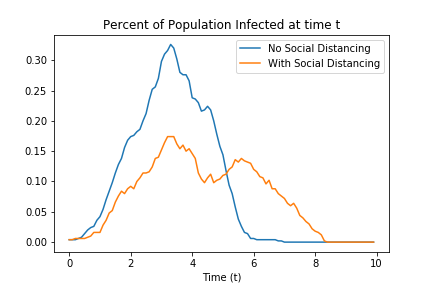 Percent of Population Infected at time t
No Social Distancing
With Social Distancing
0.30
0.25
0.20
0.15
0.10
0.05
0.00
0 2 4 6 8 10
Time (t)